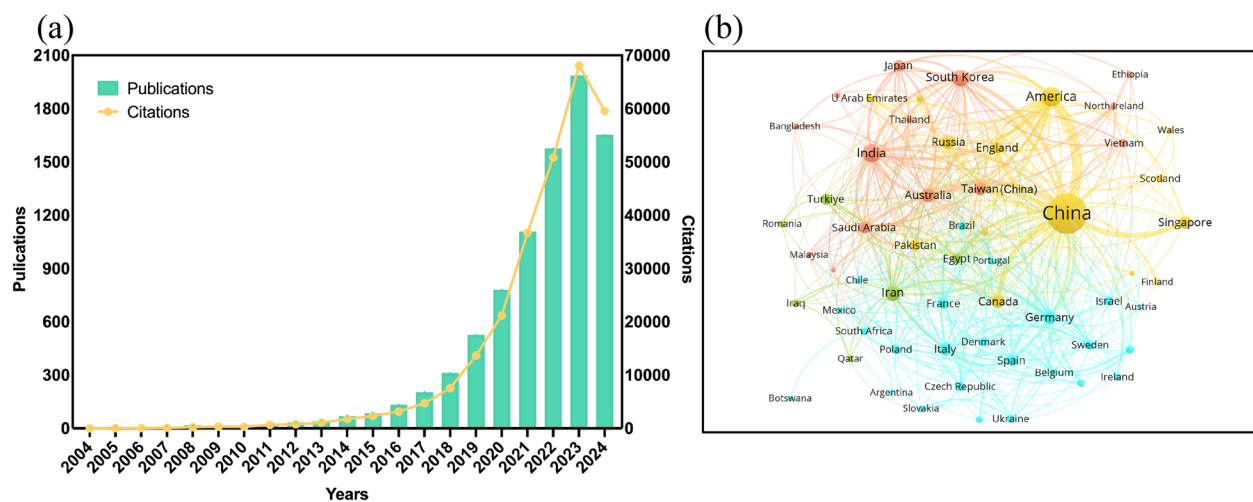 (a)
2100
1800
1500
1200
900
600
300
0
Pulications
Publications
Citations
70000
60000
50000
40000
30000
20000
10000
0
Citations
2004
2005
2006
2007
2008
2009
2010
2011
2012
2013
2014
2015
2016
2017
2018
2019
2020
2021
2022
2023
2024
Years
(b)
Japan
South Korea
Ethiopia
U Arab Emirates
America
North Ireland
Thailand
Bangladesh
Russia
England
Wales
Vietnam
India
Scotland
Australia
Taiwan (China)
Turkiye
China
Romania
Saudi Arabia
Brazil
Singapore
Pakistan
Malaysia
Egypt
Portugal
Chile
Finland
Iran
Iraq
Mexico
France
Canada
Israel
Austria
Germany
South Africa
Poland
Italy
Denmark
Sweden
Qatar
Spain
Belgium
Ireland
Czech Republic
Argentina
Botswana
Slovakia
Ukraine